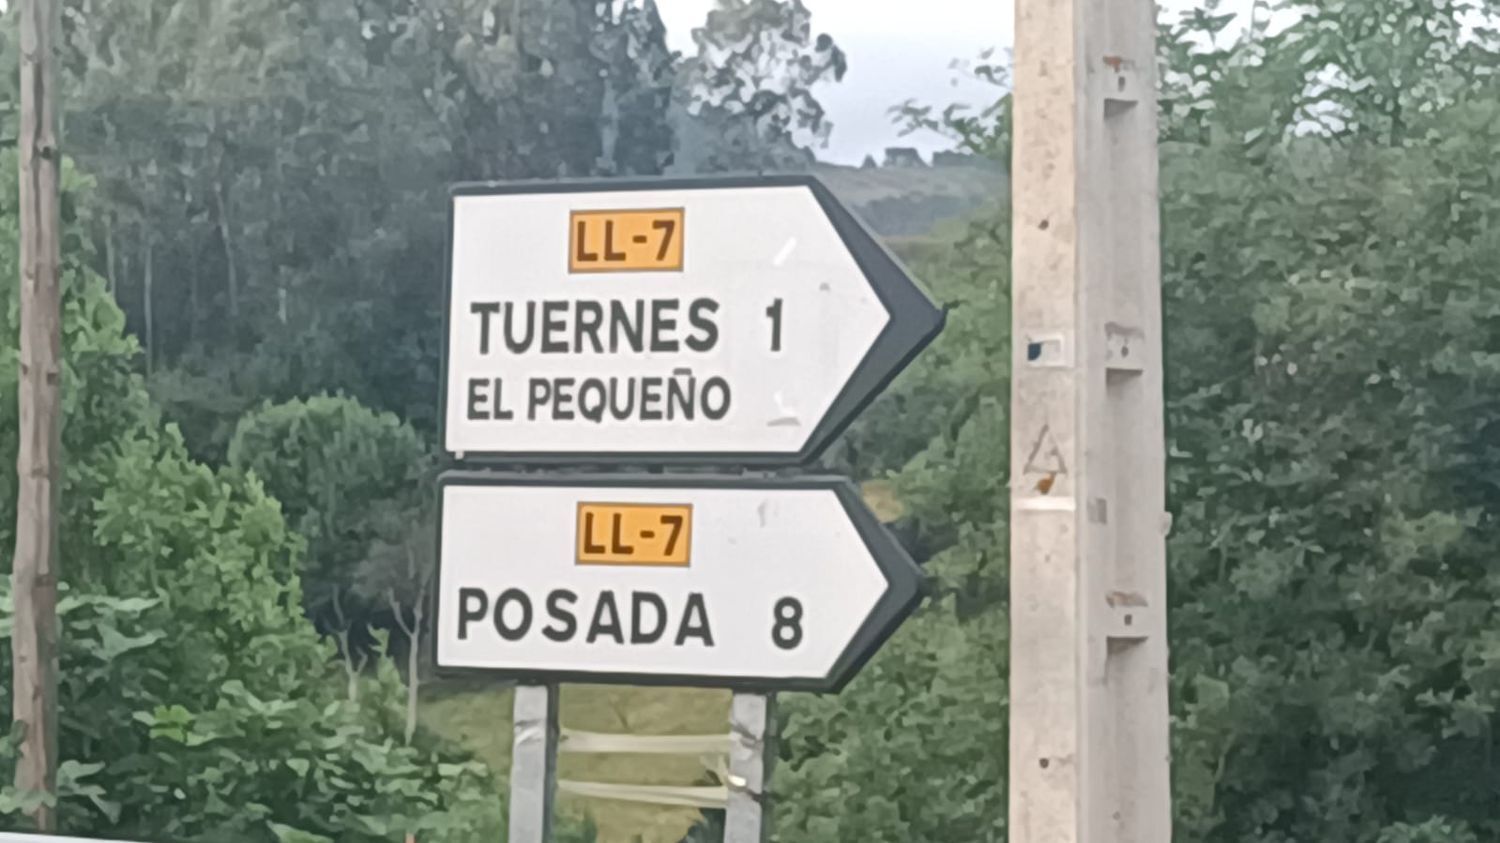 LL-7
TUERNES 1
EL PEQUEÑO
LL-7
POSADA 8